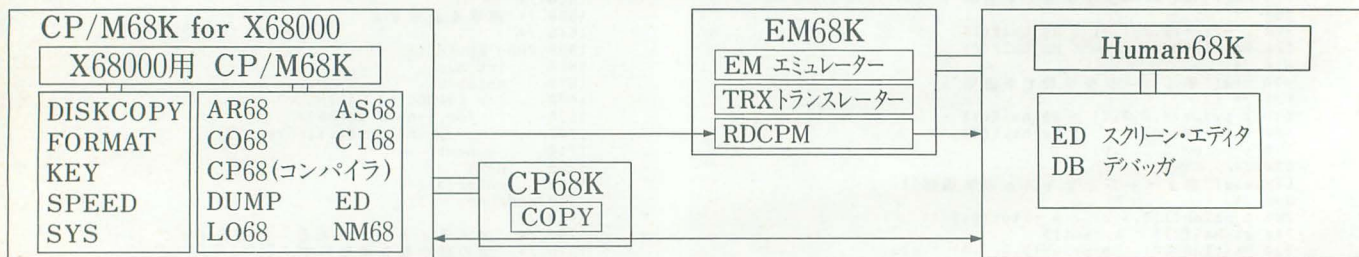 CP/M68K for X68000
X68000用 CP/M68K
DISKCOPY
FORMAT
KEY
SPEED
SYS
AR68 AS68
CO68 C168
CP68(コンパイラ)
DUMP ED
LO68 NM68
CP68K
COPY
EM68K
EM エミュレーター
TRXトランスレーター
RDCPM
Human68K
ED スクリーン・エディタ
DB デバッガ